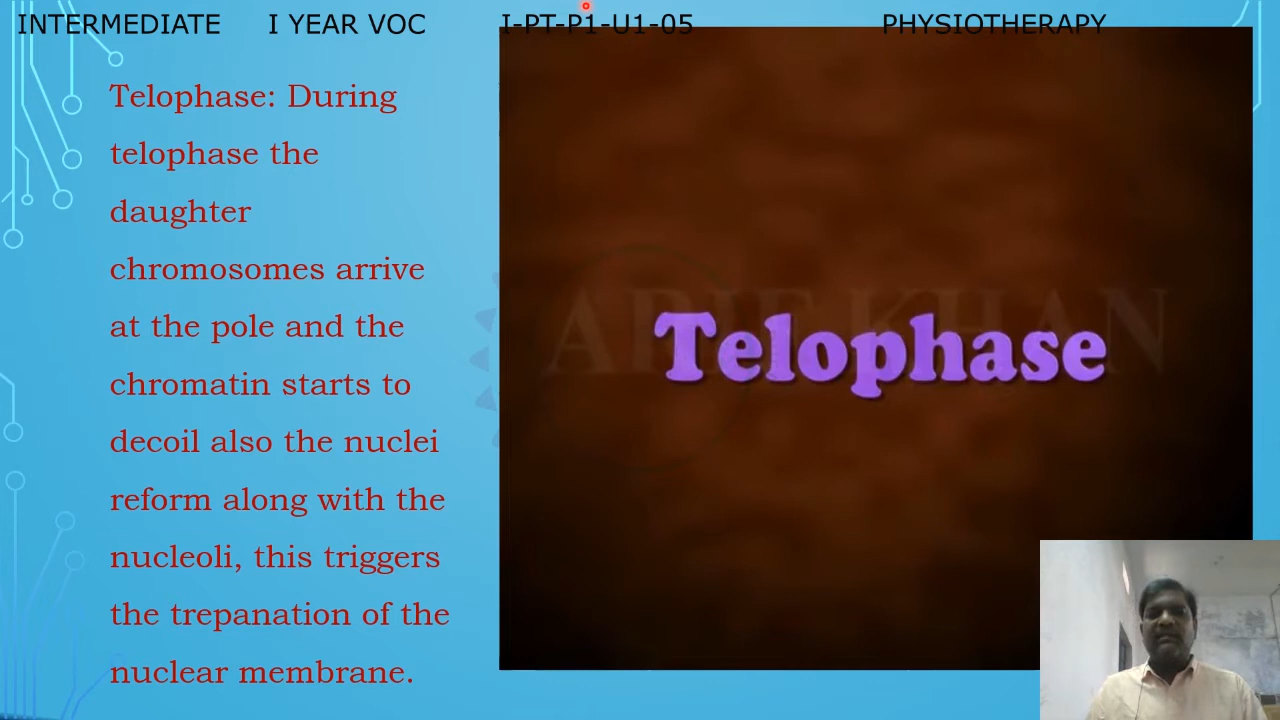 INTERMEDIATE I YEAR VOC I-PT-P1-U1-05 PHYSIOTHERAPY
Telophase: During
telophase the
daughter
chromosomes arrive
at the pole and the
chromatin starts to
decoil also the nuclei
reform along with the
nucleoli, this triggers
the trepanation of the
nuclear membrane.
ARIF KHAN
Telophase